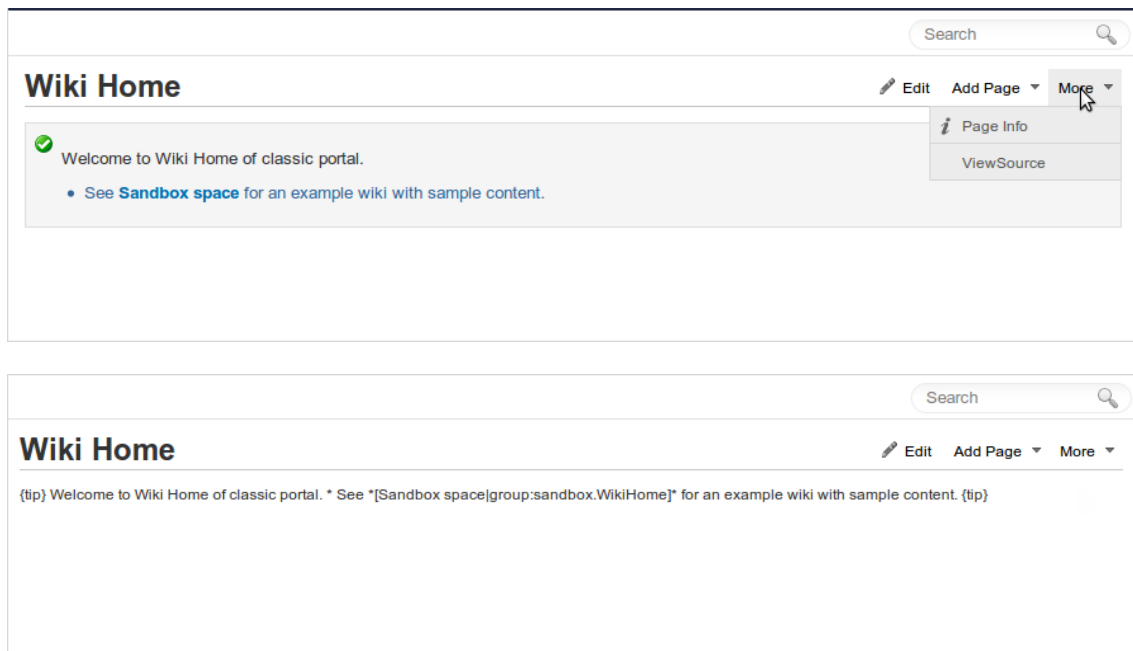 Search
Wiki Home
Edit Add Page More
Page Info
Welcome to Wiki Home of classic portal.
ViewSource
• See Sandbox space for an example wiki with sample content.
Search
Wiki Home
Edit Add Page More
{tip} Welcome to Wiki Home of classic portal. * See *[Sandbox space|group:sandbox.WikiHome]* for an example wiki with sample content. {tip}